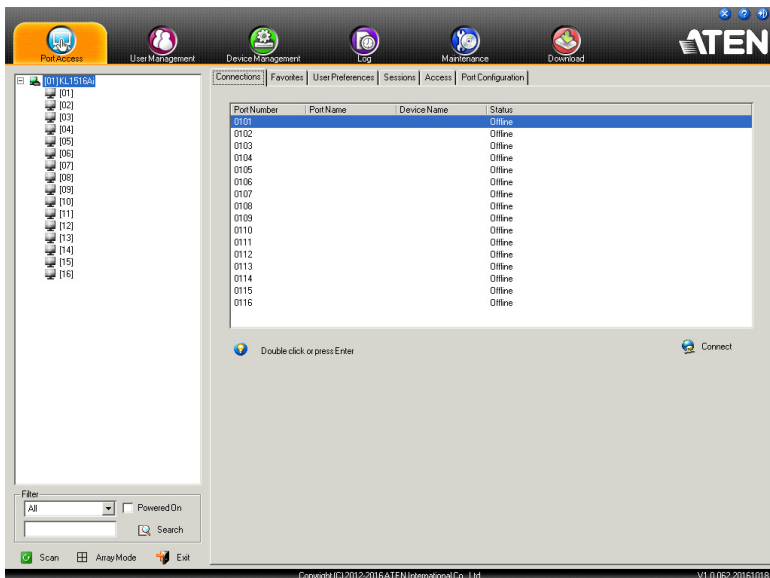 Port Access
User Management
Device Management
Log
Maintenance
Download
ATEN
[01]KL1516Ai
[01]
[02]
[03]
[04]
[05]
[06]
[07]
[08]
[09]
[10]
[11]
[12]
[13]
[14]
[15]
[16]
Connections Favorites User Preferences Sessions Access Port Configuration
Port Number Port Name Device Name Status
0101 Offline
0102 Offline
0103 Offline
0104 Offline
0105 Offline
0106 Offline
0107 Offline
0108 Offline
0109 Offline
0110 Offline
0111 Offline
0112 Offline
0113 Offline
0114 Offline
0115 Offline
0116 Offline
Double click or press Enter
Connect
Filter
All
Powered On
Search
Scan Array Mode Exit
Copyright (C) 2012-2016 ATEN International Co., Ltd.
V1.0.062.20161018